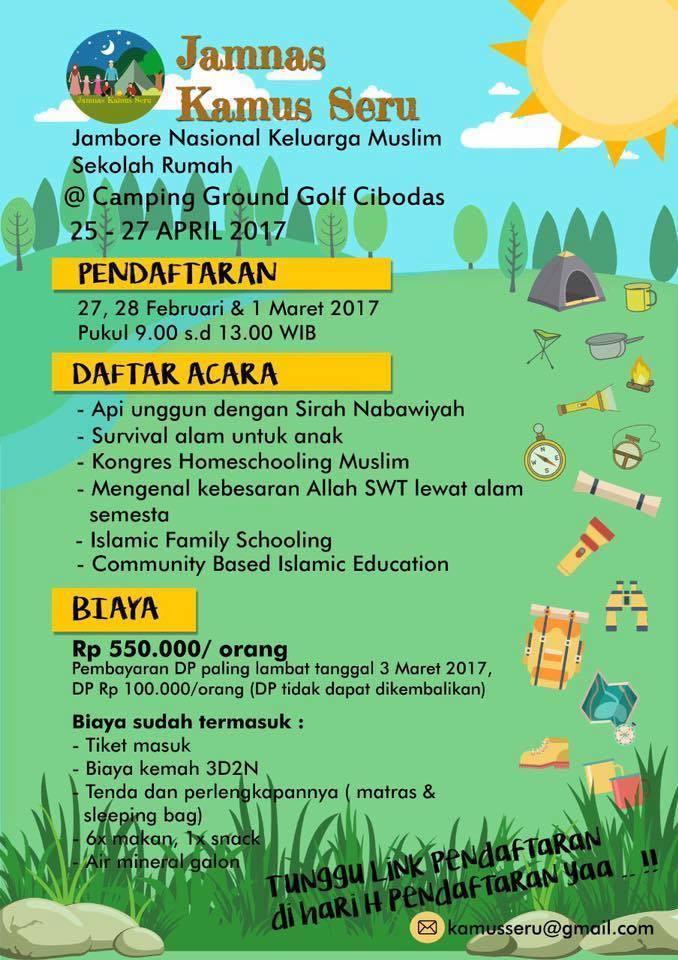 Jamnas Kamus Seru
Jamnas
Kamus Seru
Jambore Nasional Keluarga Muslim
Sekolah Rumah
@ Camping Ground Golf Cibodas
25 - 27 APRIL 2017
PENDAFTARAN
27, 28 Februari & 1 Maret 2017
Pukul 9.00 s.d 13.00 WIB
DAFTAR ACARA
- Api unggun dengan Sirah Nabawiyah
- Survival alam untuk anak
- Kongres Homeschooling Muslim
- Mengenal kebesaran Allah SWT lewat alam
semesta
- Islamic Family Schooling
- Community Based Islamic Education
BIAYA
Rp 550.000/ orang
Pembayaran DP paling lambat tanggal 3 Maret 2017,
DP Rp 100.000/orang (DP tidak dapat dikembalikan)
Biaya sudah termasuk :
- Tiket masuk
- Biaya kemah 3D2N
- Tenda dan perlengkapannya ( matras &
sleeping bag)
- 6x makan, 1x snack
- Air mineral galon
TUNGGU LINK PENDAFTARAN
di hari H PENDAFTARAN yaa .. !!
kamusseru@gmail.com